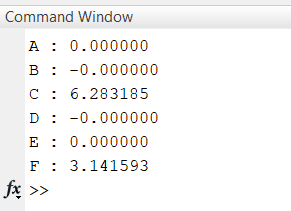 Command Window
A : 0.000000
B : -0.000000
C : 6.283185
D : -0.000000
E : 0.000000
F : 3.141593
fx >>